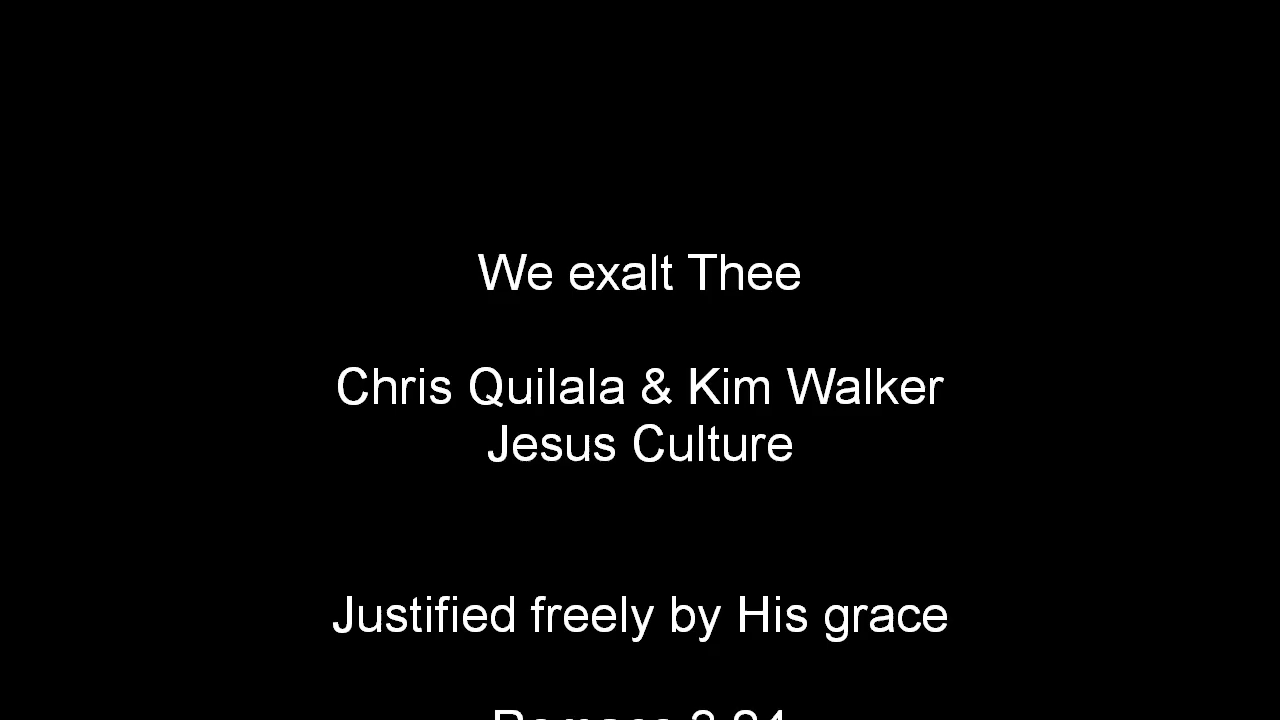 We exalt Thee
Chris Quilala & Kim Walker
Jesus Culture
Justified freely by His grace